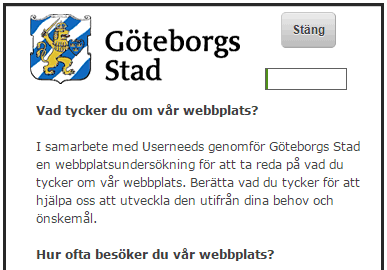 Göteborgs
Stad
Stäng
Vad tycker du om vår webbplats?
I samarbete med Userneeds genomför Göteborgs Stad
en webbplatsundersökning för att ta reda på vad du
tycker om vår webbplats. Berätta vad du tycker för att
hjälpa oss att utveckla den utifrån dina behov och
önskemål.
Hur ofta besöker du vår webbplats?